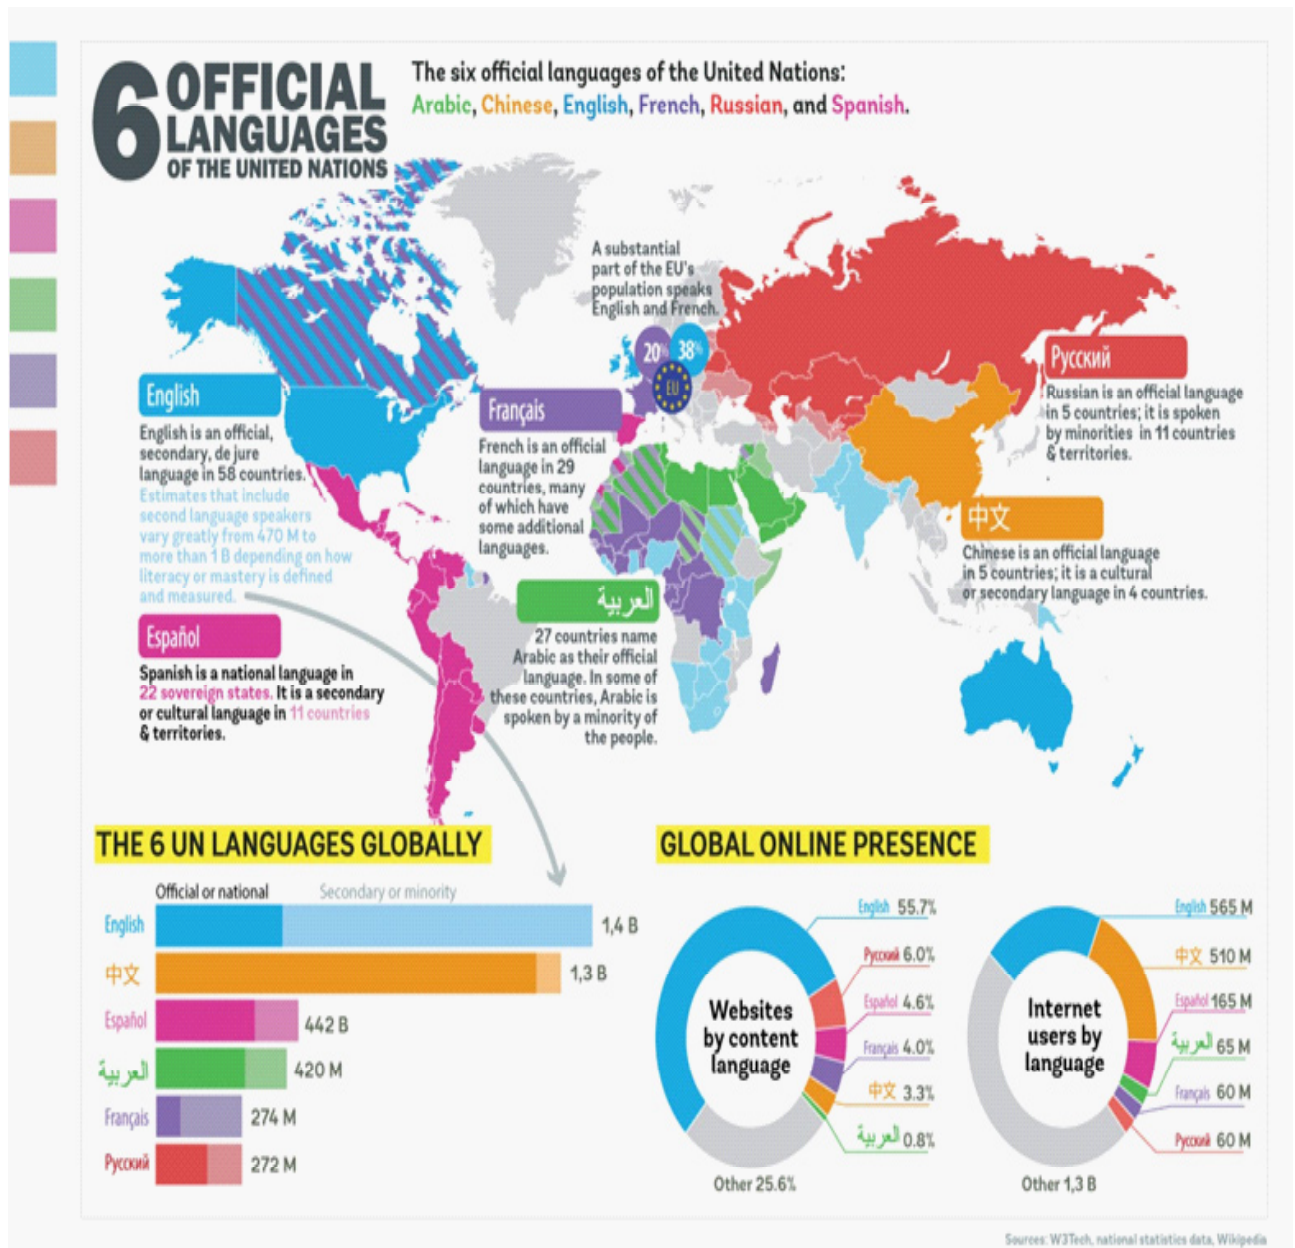 6 OFFICIAL
LANGUAGES
OF THE UNITED NATIONS
The six official languages of the United Nations:
Arabic, Chinese, English, French, Russian, and Spanish.
A substantial
part of the EU's
population speaks
English and French.
20%
38%
EU
English
English is an official,
secondary, de jure
language in 58 countries.
Estimates that include
second language speakers
vary greatly from 470 M to
more than 1 B depending on how
literacy or mastery is defined
and measured.
Français
French is an official
language in 29
countries, many
of which have
some additional
languages.
Русский
Russian is an official language
in 5 countries; it is spoken
by minorities in 11 countries
& territories.
中文
Chinese is an official language
in 5 countries; it is a cultural
or secondary language in 4 countries.
العربية
27 countries name
Arabic as their official
language. In some of
these countries, Arabic is
spoken by a minority of
the people.
Español
Spanish is a national language in
22 sovereign states. It is a secondary
or cultural language in 11 countries
& territories.
THE 6 UN LANGUAGES GLOBALLY
Official or national
Secondary or minority
English 1,4 B
中文 1,3 B
Español 442 B
العربية 420 M
Français 274 M
Русский 272 M
GLOBAL ONLINE PRESENCE
Websites
by content
language
English 55.7%
Русский 6.0%
Español 4.6%
Français 4.0%
中文 3.3%
العربية 0.8%
Other 25.6%
Internet
users by
language
English 565 M
中文 510 M
Español 165 M
العربية 65 M
Français 60 M
Русский 60 M
Other 1,3 B
Sources: W3Tech, national statistics data, Wikipedia